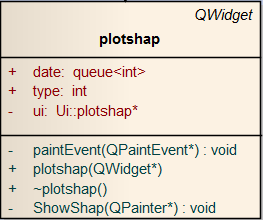 QWidget
plotshap
+ date: queue<int>
+ type: int
- ui: Ui::plotshap*
- paintEvent(QPaintEvent*) : void
+ plotshap(QWidget*)
+ ~plotshap()
- ShowShap(QPainter*) : void